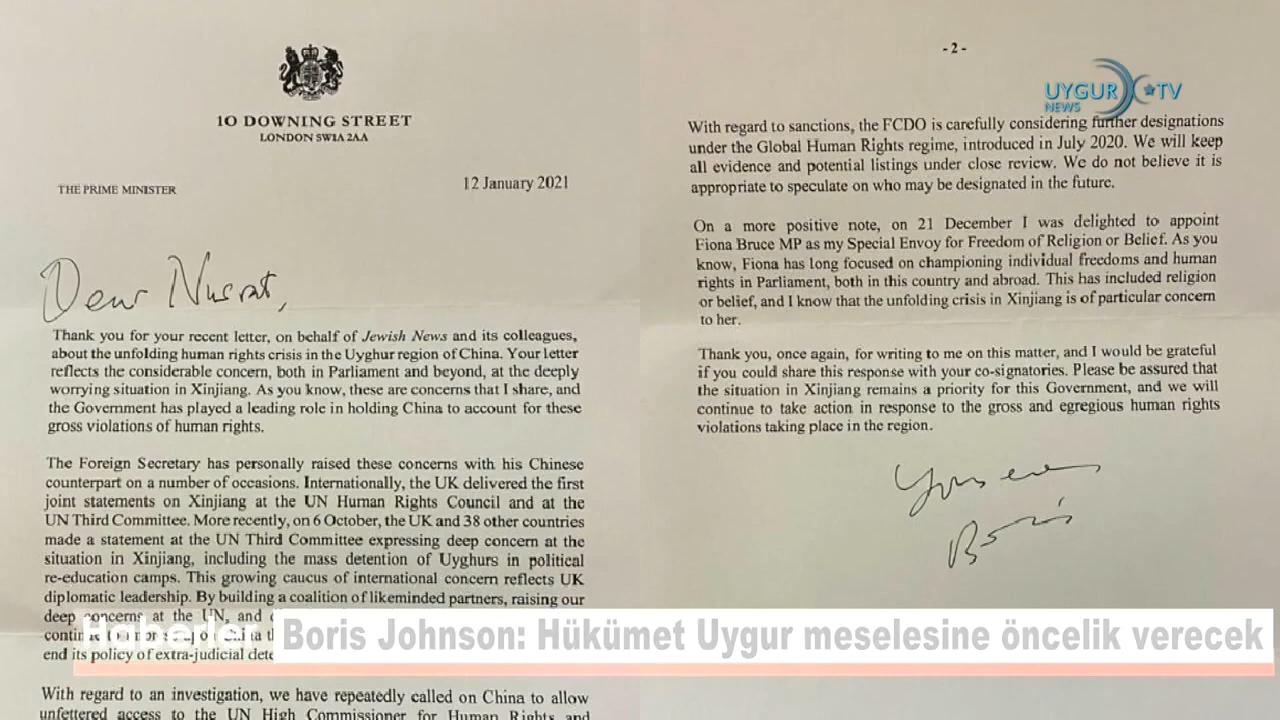 10 DOWNING STREET
LONDON SW1A 2AA
THE PRIME MINISTER
12 January 2021
Dear Nusrat,
Thank you for your recent letter, on behalf of Jewish News and its colleagues,
about the unfolding human rights crisis in the Uyghur region of China. Your letter
reflects the considerable concern, both in Parliament and beyond, at the deeply
worrying situation in Xinjiang. As you know, these are concerns that I share, and
the Government has played a leading role in holding China to account for these
gross violations of human rights.
The Foreign Secretary has personally raised these concerns with his Chinese
counterpart on a number of occasions. Internationally, the UK delivered the first
joint statements on Xinjiang at the UN Human Rights Council and at the
UN Third Committee. More recently, on 6 October, the UK and 38 other countries
made a statement at the UN Third Committee expressing deep concern at the
situation in Xinjiang, including the mass detention of Uyghurs in political
re-education camps. This growing caucus of international concern reflects UK
diplomatic leadership. By building a coalition of likeminded partners, raising our
deep concerns at the UN, and
end its policy of extra-judicial
With regard to an investigation, we have repeatedly called on China to allow
unfettered access to the UN High Commissioner for Human Rights and
- 2 -
UYGUR TV
NEWS
With regard to sanctions, the FCDO is carefully considering further designations
under the Global Human Rights regime, introduced in July 2020. We will keep
all evidence and potential listings under close review. We do not believe it is
appropriate to speculate on who may be designated in the future.
On a more positive note, on 21 December I was delighted to appoint
Fiona Bruce MP as my Special Envoy for Freedom of Religion or Belief. As you
know, Fiona has long focused on championing individual freedoms and human
rights in Parliament, both in this country and abroad. This has included religion
or belief, and I know that the unfolding crisis in Xinjiang is of particular concern
to her.
Thank you, once again, for writing to me on this matter, and I would be grateful
if you could share this response with your co-signatories. Please be assured that
the situation in Xinjiang remains a priority for this Government, and we will
continue to take action in response to the gross and egregious human rights
violations taking place in the region.
Yours ever
Boris
Haberler
Boris Johnson: Hükümet Uygur meselesine öncelik verecek